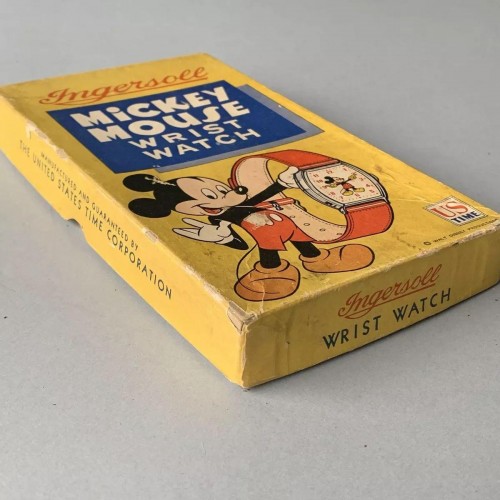 Ingersoll
MICKEY
MOUSE
WRIST
WATCH
US
TIME
MANUFACTURED AND GUARANTEED BY
THE UNITED STATES TIME CORPORATION
Ingersoll
WRIST WATCH